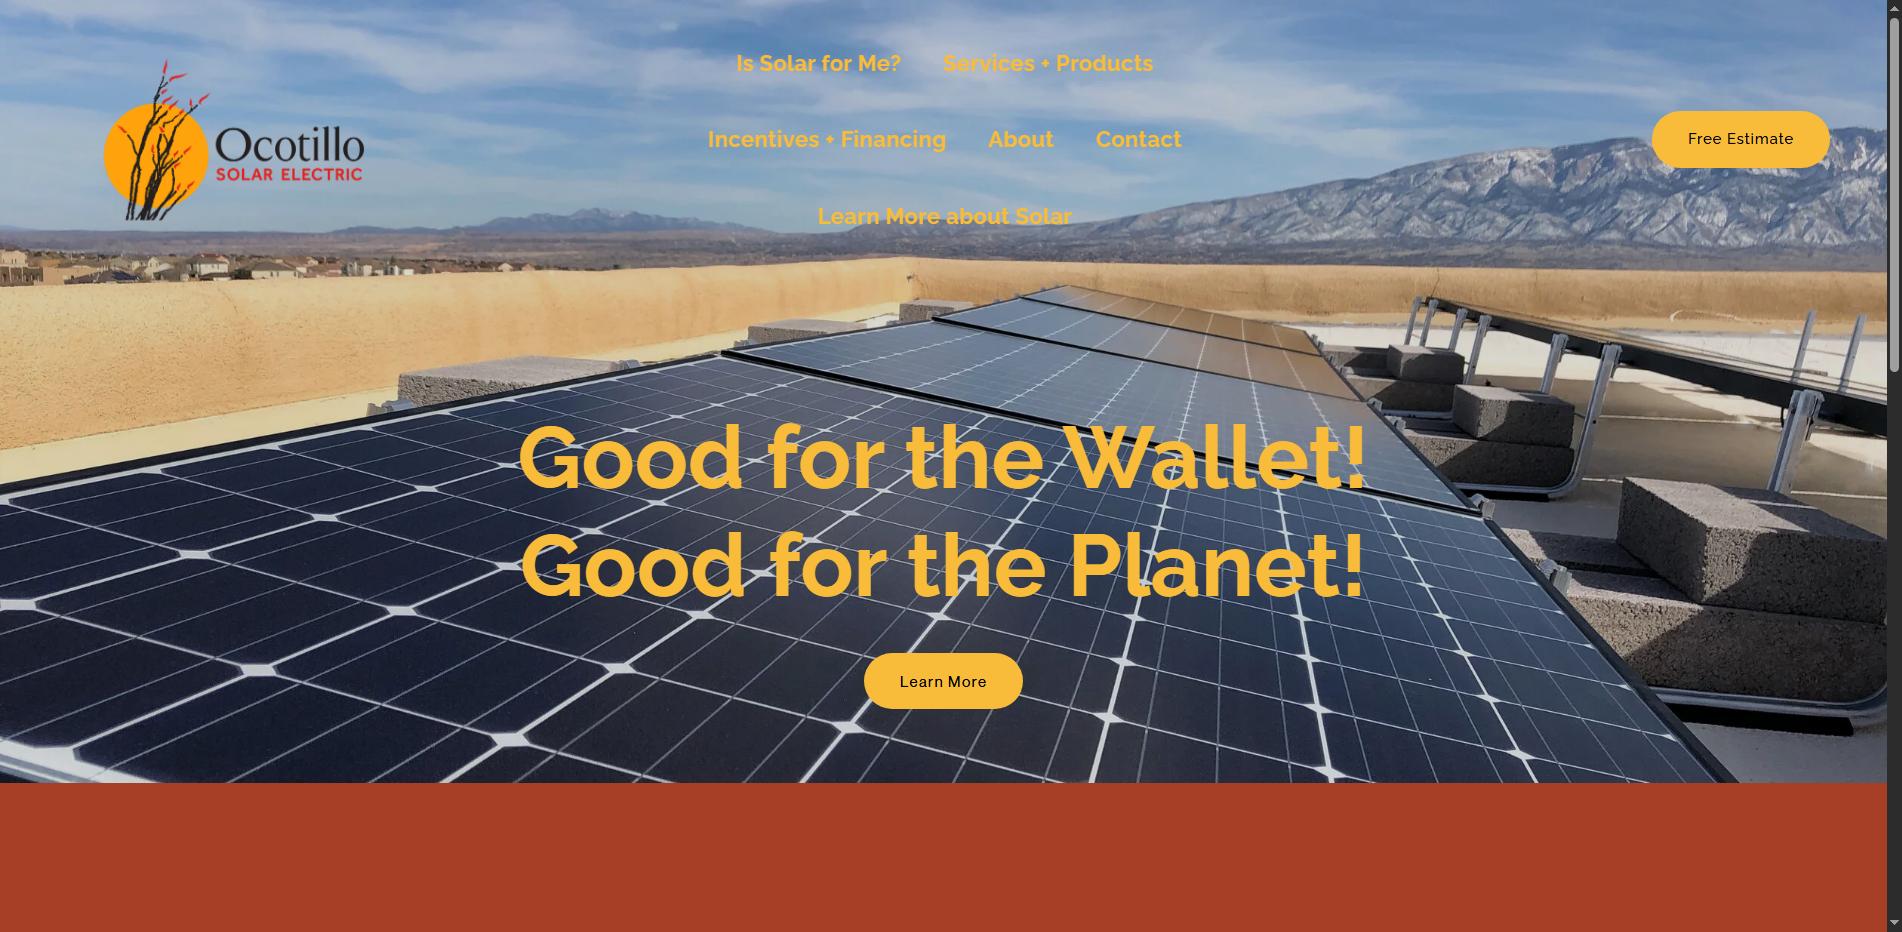 Is Solar for Me? Services + Products
Ocotillo
SOLAR ELECTRIC
Incentives + Financing About Contact
Free Estimate
Learn More about Solar
Good for the Wallet!
Good for the Planet!
Learn More